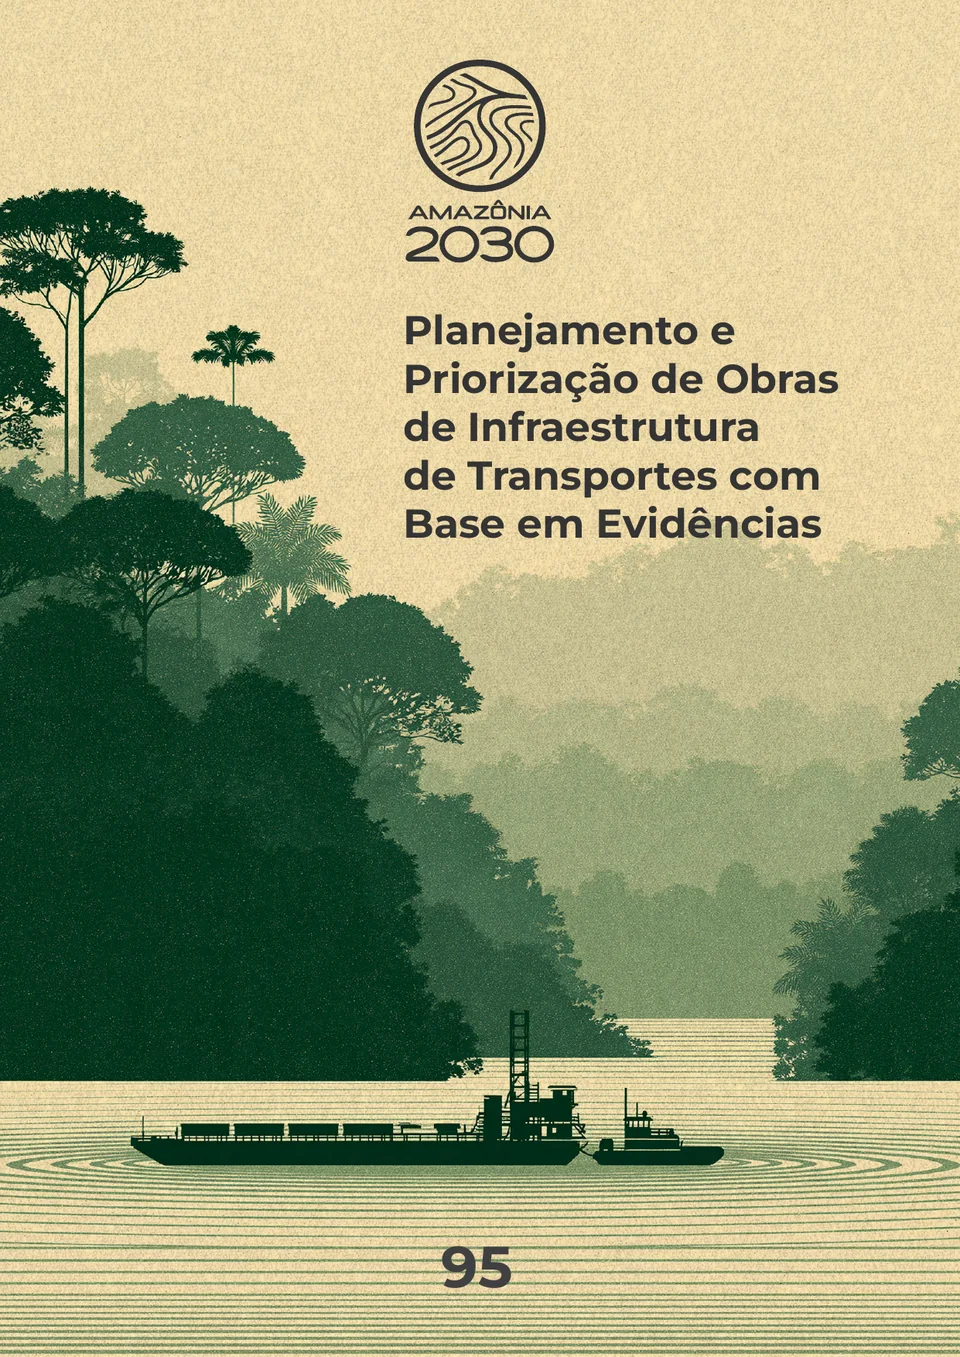 AMAZÔNIA
2030
Planejamento e
Priorização de Obras
de Infraestrutura
de Transportes com
Base em Evidências
95